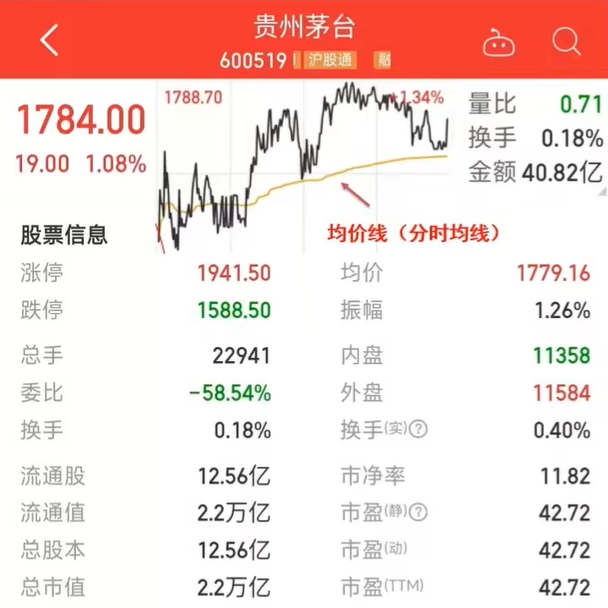 贵州茅台
600519 沪股通 融
1784.00
19.00 1.08%
1788.70 +1.34%
量比 0.71
换手 0.18%
金额 40.82亿
股票信息
均价线（分时均线）
涨停 1941.50 均价 1779.16
跌停 1588.50 振幅 1.26%
总手 22941 内盘 11358
委比 -58.54% 外盘 11584
换手 0.18% 换手(实)? 0.40%
流通股 12.56亿 市净率 11.82
流通值 2.2万亿 市盈(静)? 42.72
总股本 12.56亿 市盈(动) 42.72
总市值 2.2万亿 市盈(TTM) 42.72